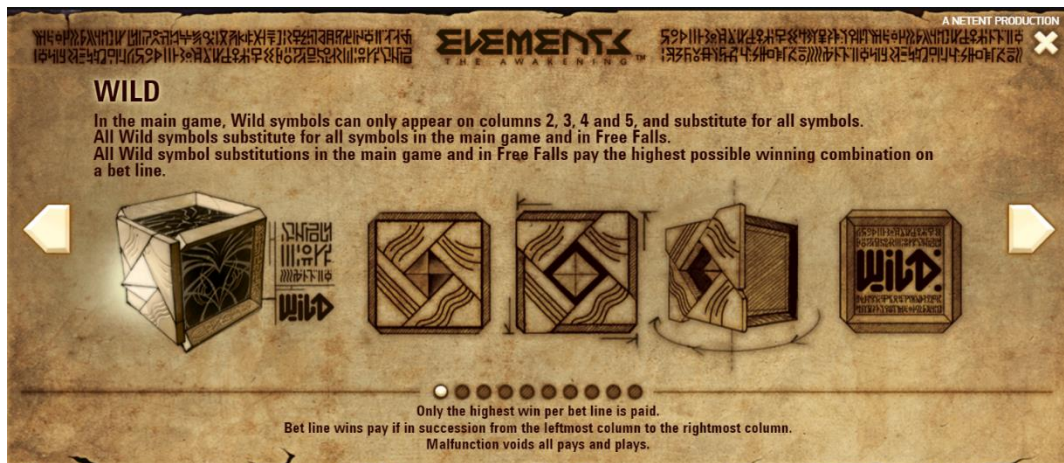 A NETENT PRODUCTION
ELEMENTS
THE AWAKENING™
WILD
In the main game, Wild symbols can only appear on columns 2, 3, 4 and 5, and substitute for all symbols.
All Wild symbols substitute for all symbols in the main game and in Free Falls.
All Wild symbol substitutions in the main game and in Free Falls pay the highest possible winning combination on
a bet line.
WILD
WILD
Only the highest win per bet line is paid.
Bet line wins pay if in succession from the leftmost column to the rightmost column.
Malfunction voids all pays and plays.